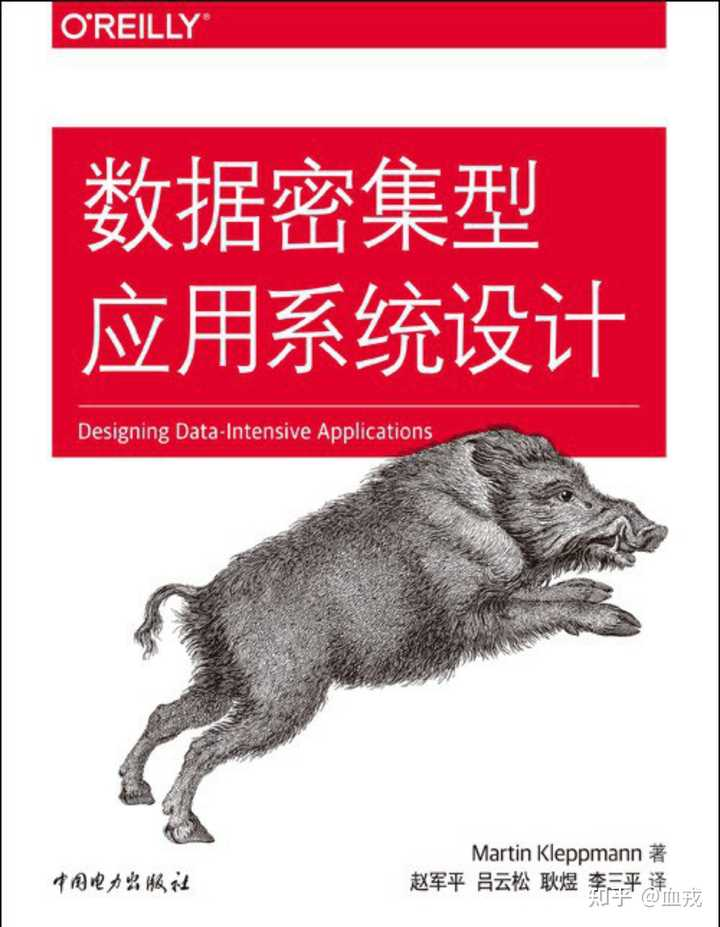 O'REILLY®
数据密集型
应用系统设计
Designing Data-Intensive Applications
Martin Kleppmann 著
中国电力出版社
赵军平 吕云松 耿煜 李三平 译
知乎 @血戎